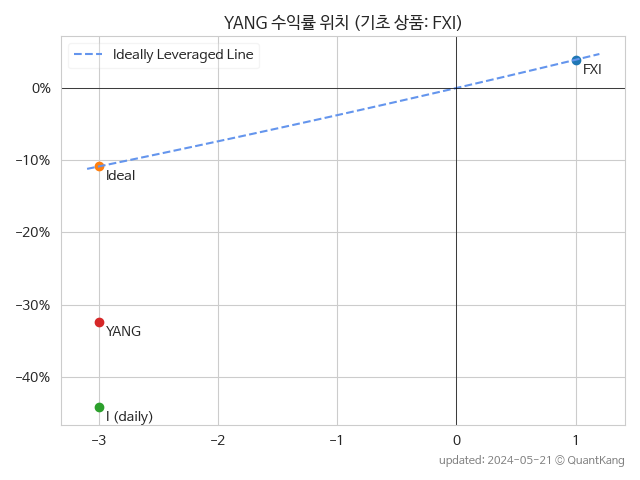 YANG 수익률 위치 (기초 상품: FXI)
Ideally Leveraged Line
FXI
Ideal
YANG
I (daily)
0%
-10%
-20%
-30%
-40%
-3
-2
-1
0
1
updated: 2024-05-21 © QuantKang